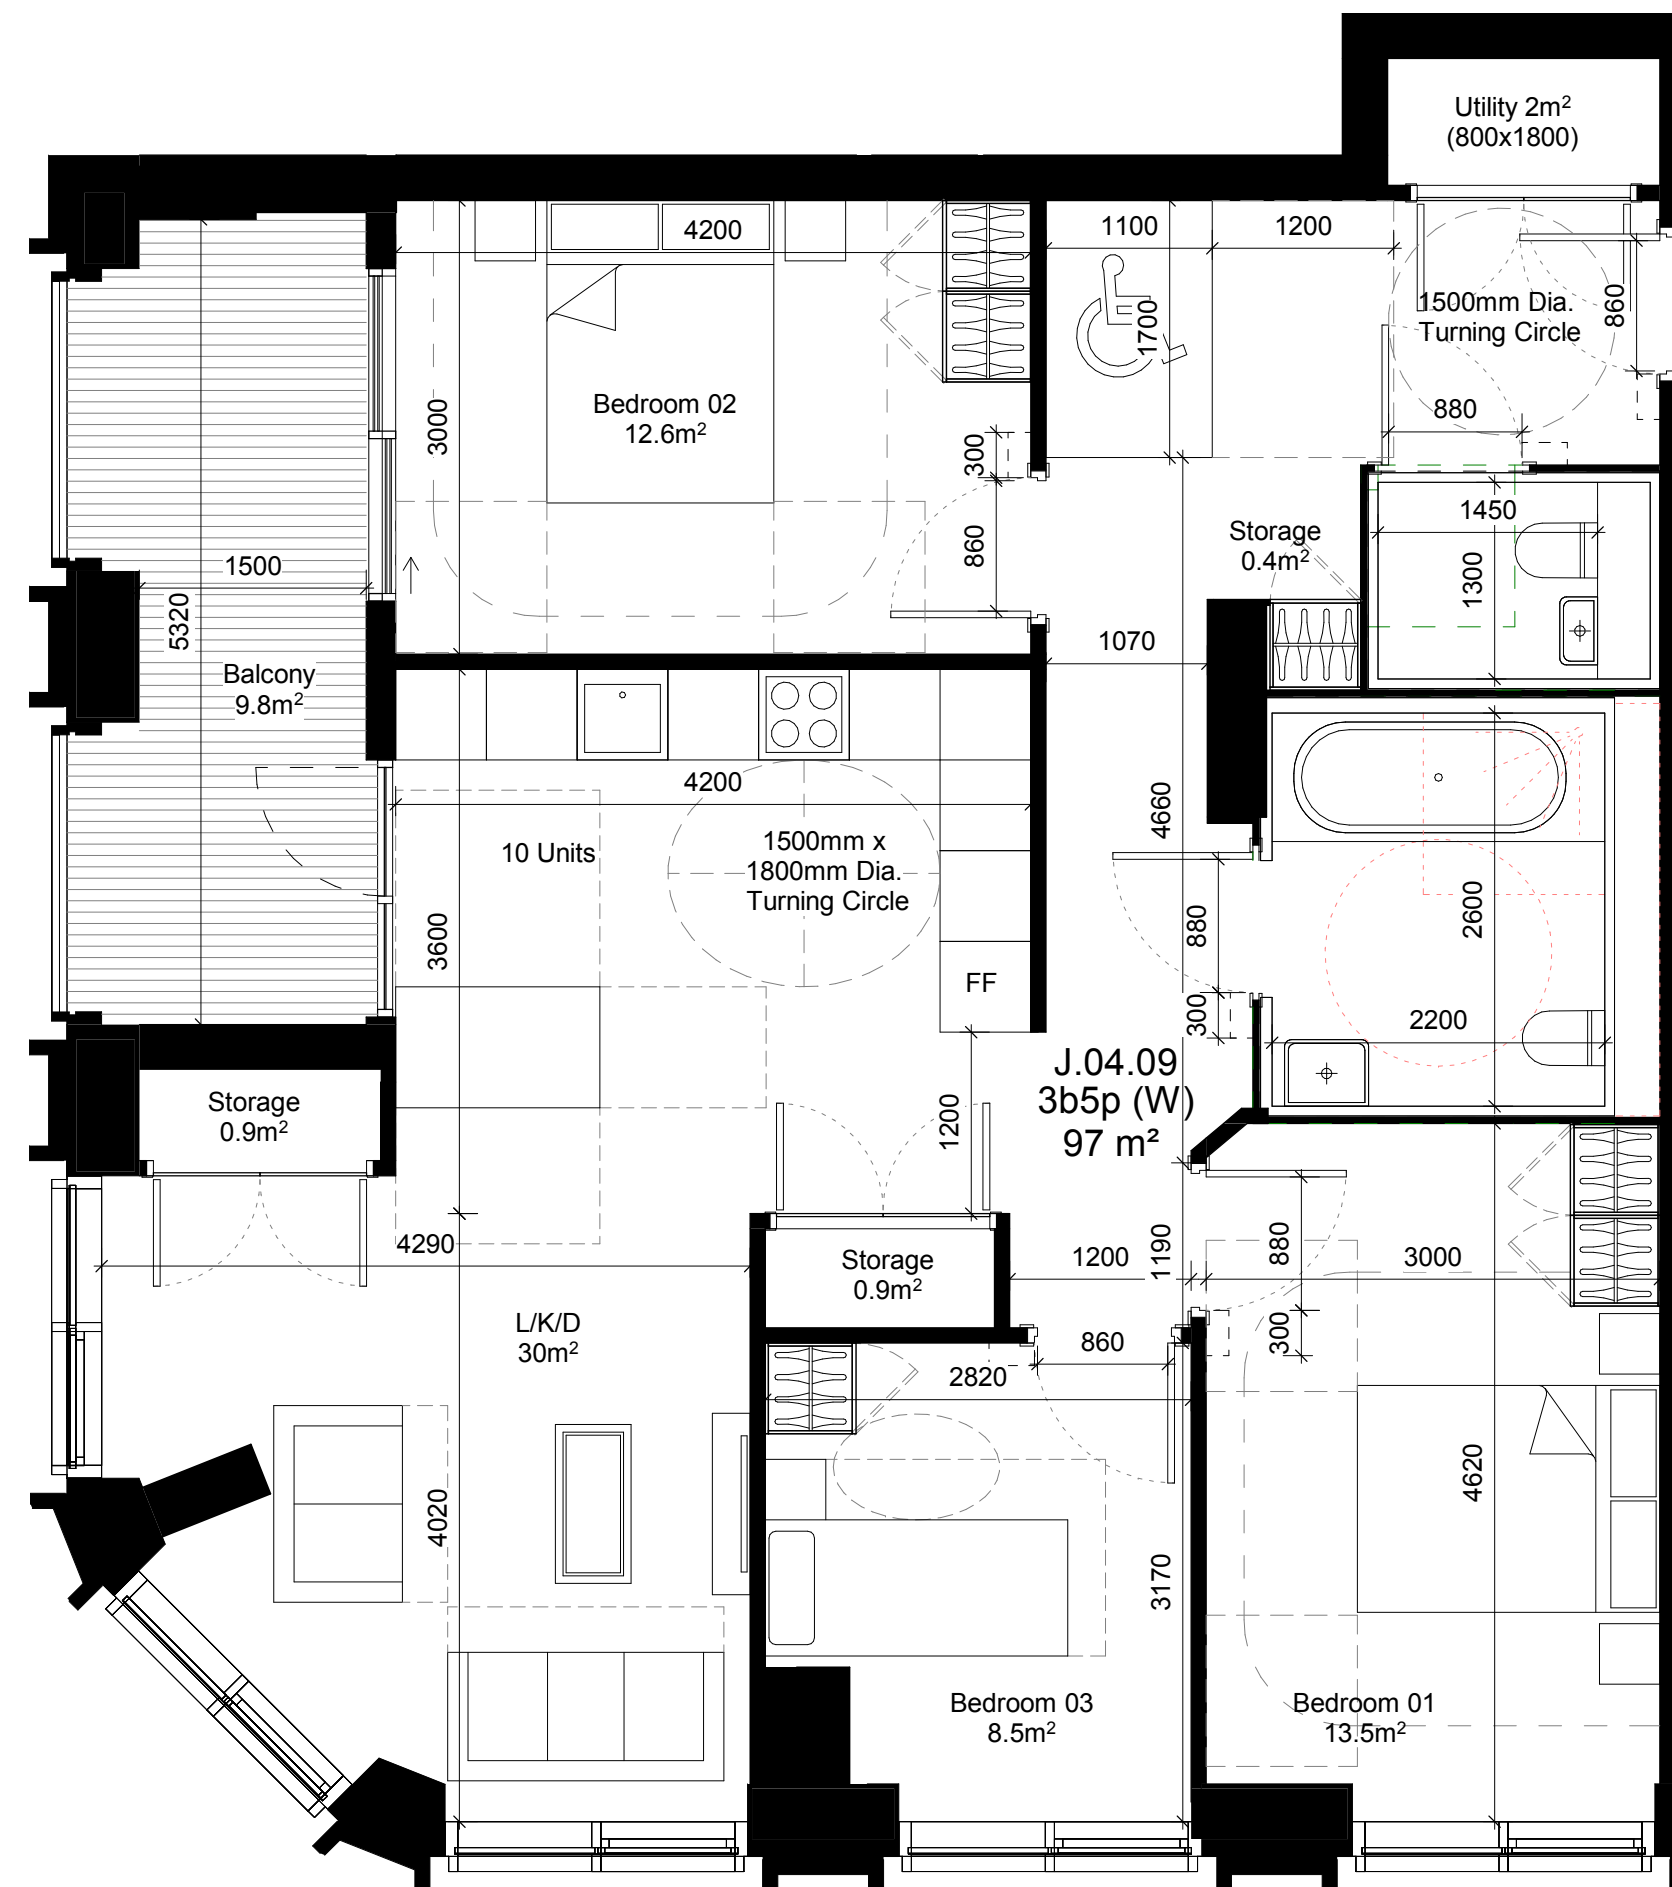 Utility 2m²
(800x1800)
4200
1100
1200
1500mm Dia.
Turning Circle
860
1700
3000
Bedroom 02
12.6m²
300
880
860
Storage
0.4m²
1450
1300
1500
5320
Balcony
9.8m²
1070
4200
4660
10 Units
1500mm x
1800mm Dia.
Turning Circle
3600
880
2600
FF
300
2200
J.04.09
3b5p (W)
97 m²
1200
Storage
0.9m²
4290
Storage
0.9m²
1200
1190
880
3000
300
L/K/D
30m²
860
2820
4020
4620
3170
Bedroom 03
8.5m²
Bedroom 01
13.5m²